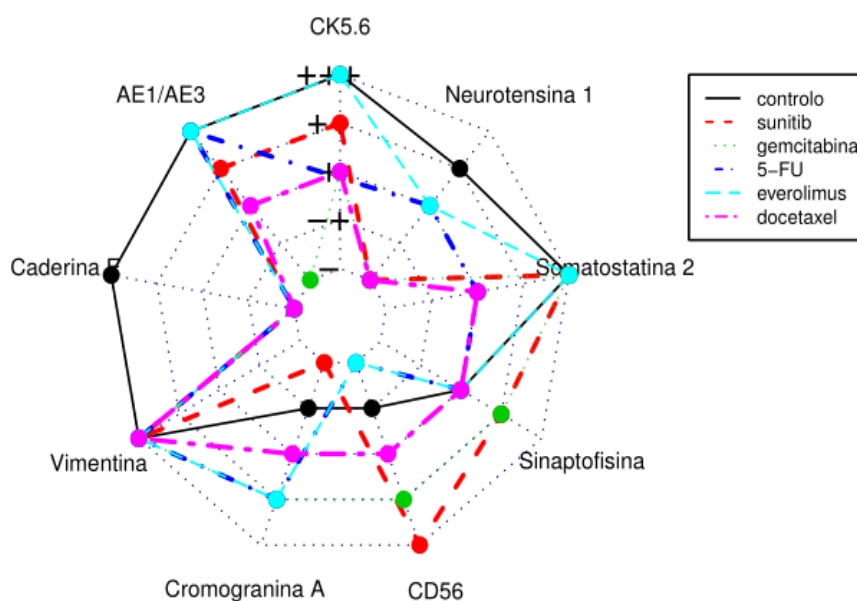 CK5.6
+++
AE1/AE3
Neurotensina 1
++
+
Caderina E
−+
−
Somatostatina 2
Vimentina
Sinaptofisina
Cromogranina A
CD56
controlo
sunitib
gemcitabina
5-FU
everolimus
docetaxel